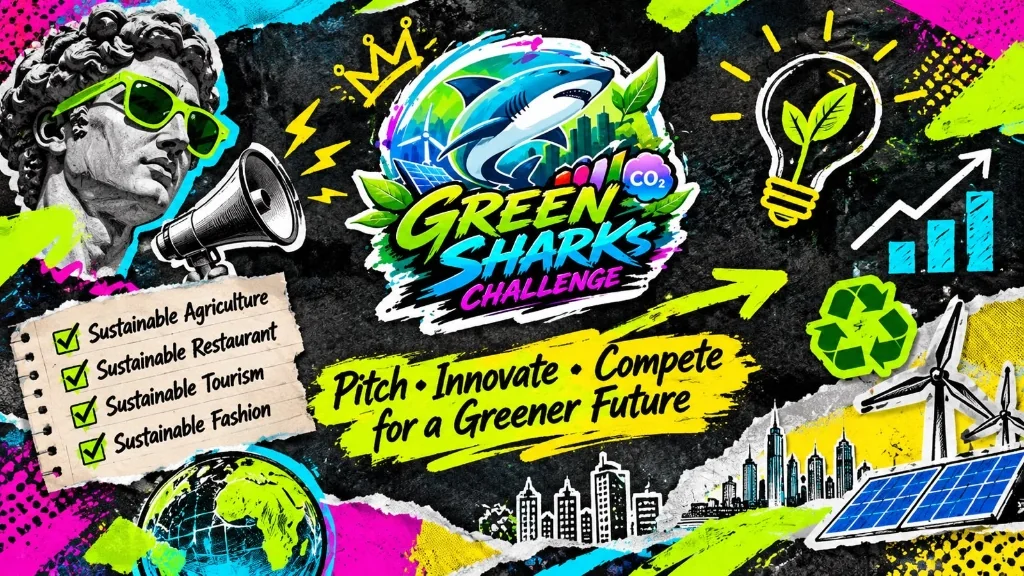 GREEN
SHARKS
CHALLENGE
CO₂
Sustainable Agriculture
Sustainable Restaurant
Sustainable Tourism
Sustainable Fashion
Pitch • Innovate • Compete
for a Greener Future